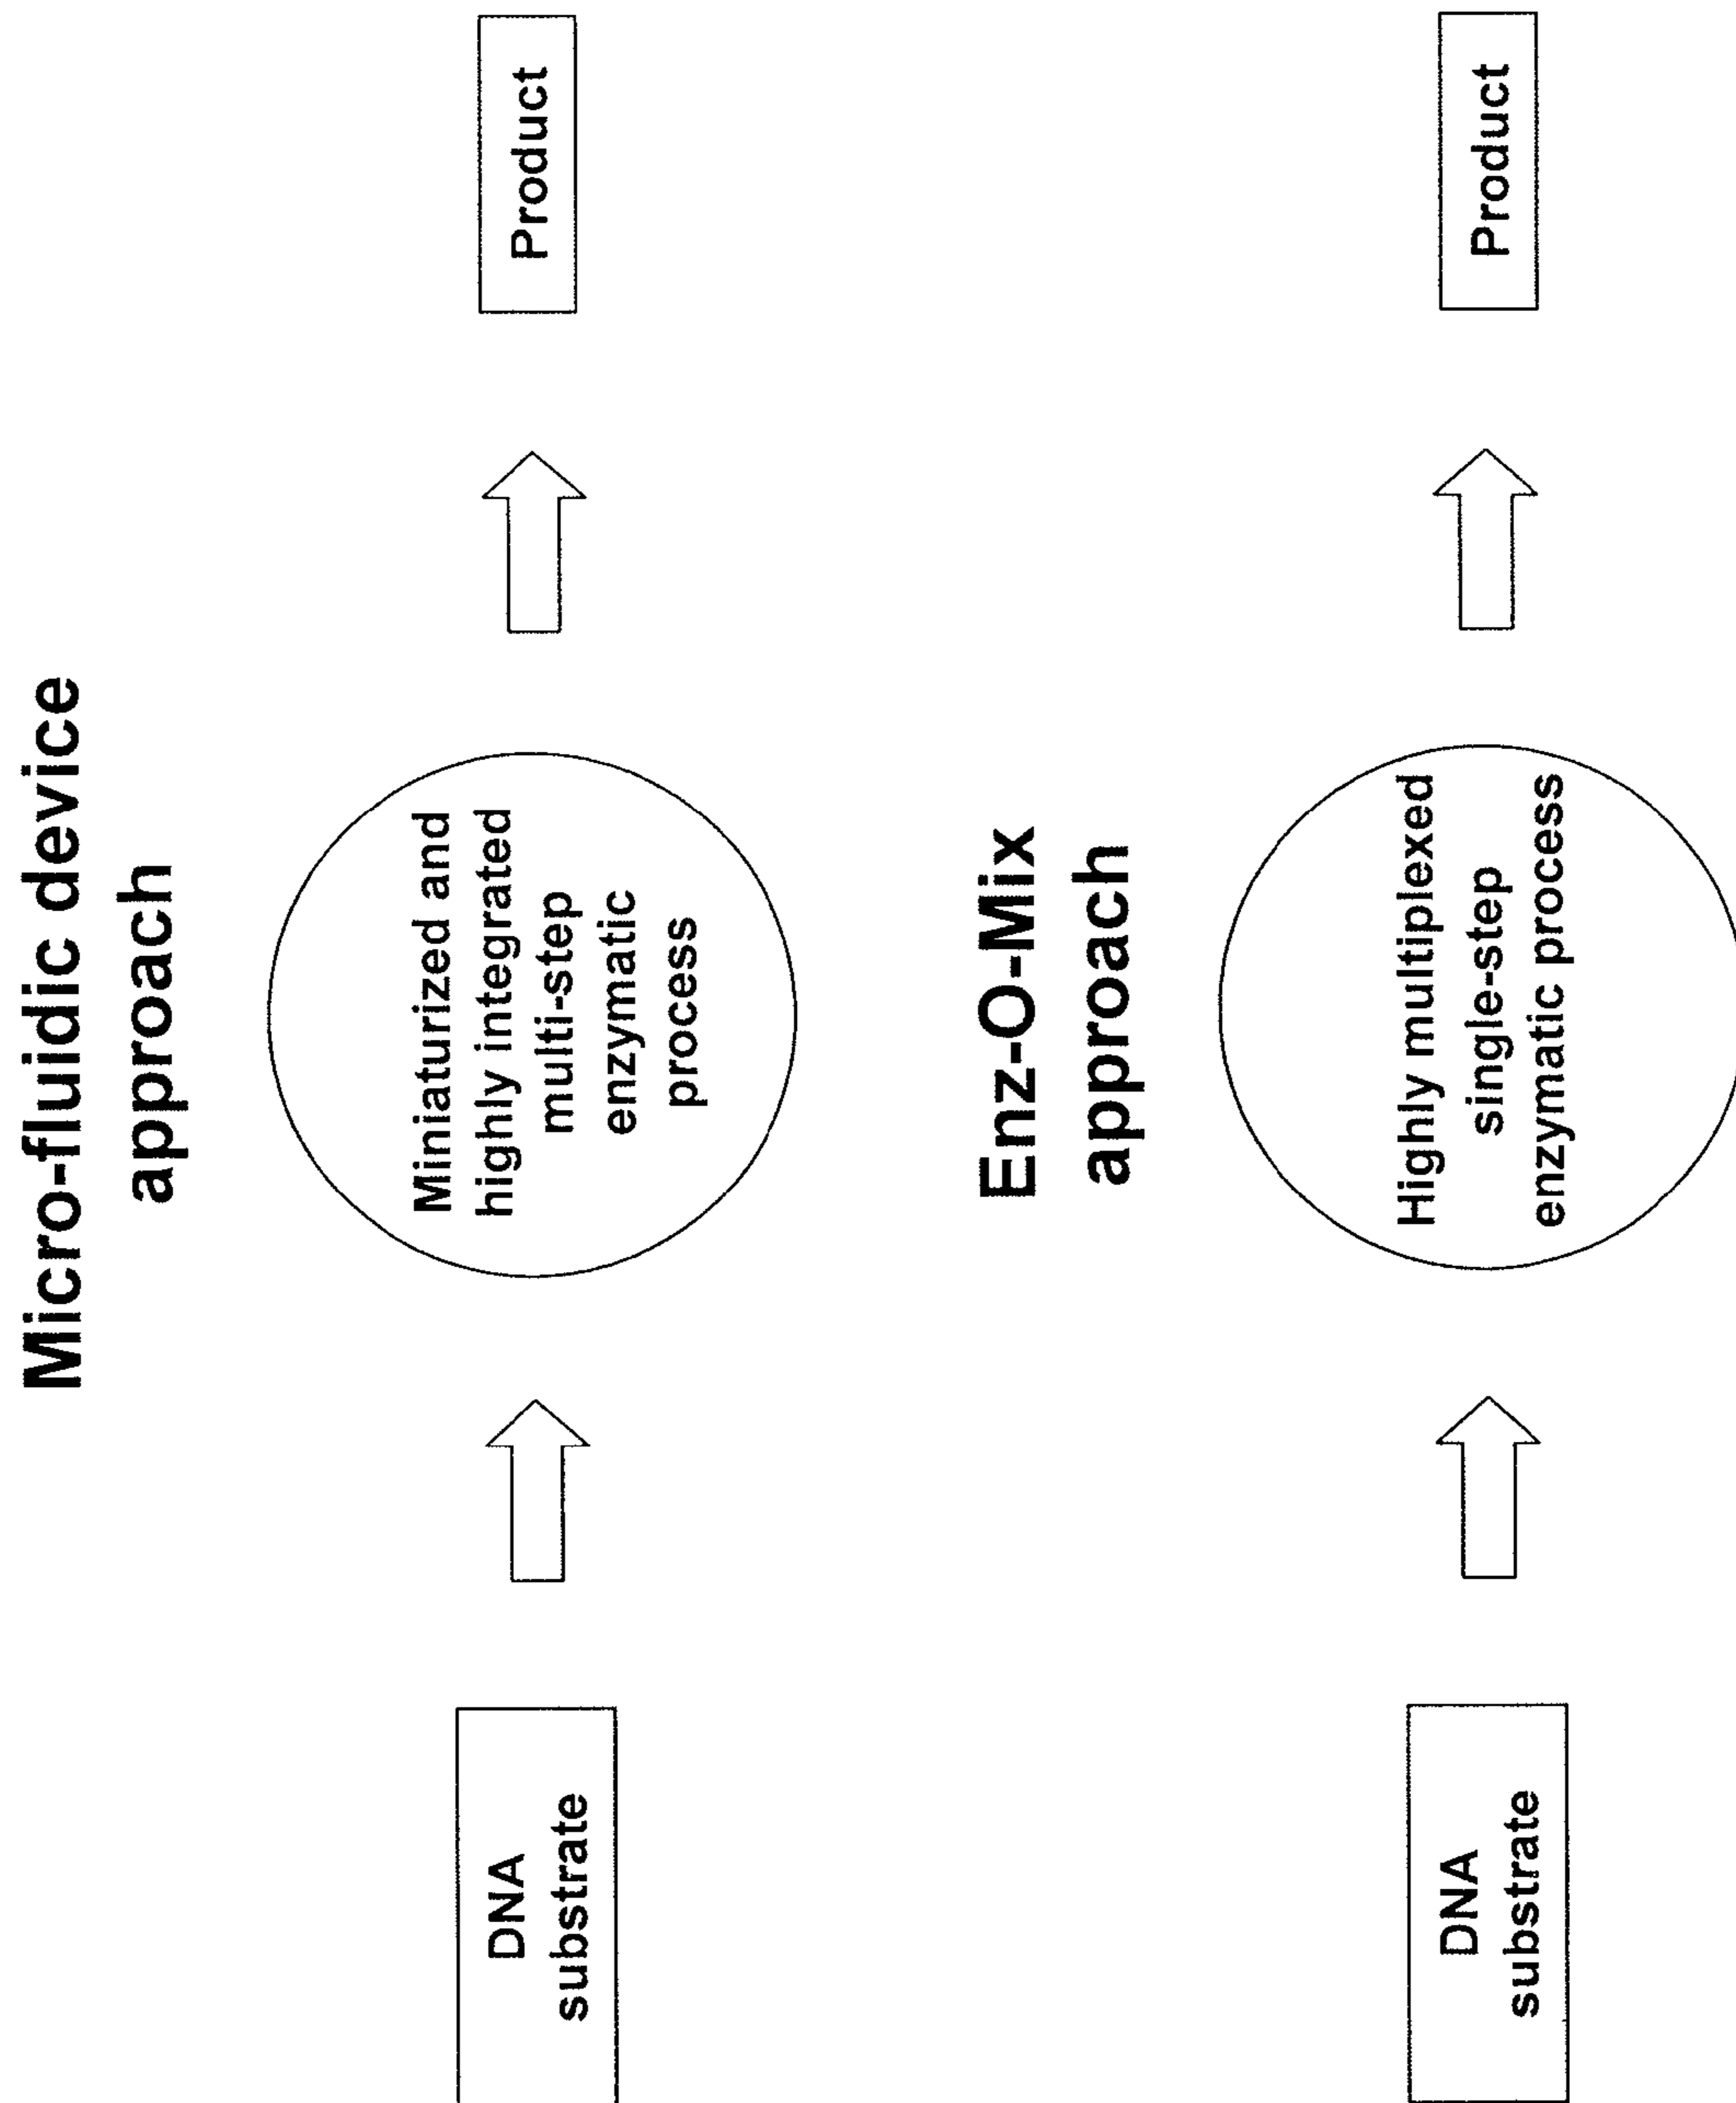 Micro-fluidic device
approach
DNA
substrate
Miniaturized and
highly integrated
multi-step
enzymatic
process
Product
Enz-O-Mix
approach
DNA
substrate
Highly multiplexed
single-step
enzymatic process
Product